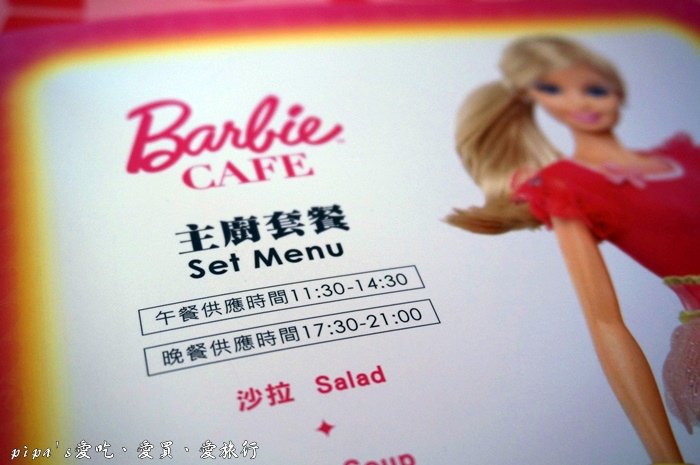 Barbie™
CAFE
主廚套餐
Set Menu
午餐供應時間11:30-14:30
晚餐供應時間17:30-21:00
沙拉 Salad
✦
Soup
pipa's愛吃、愛買、愛旅行